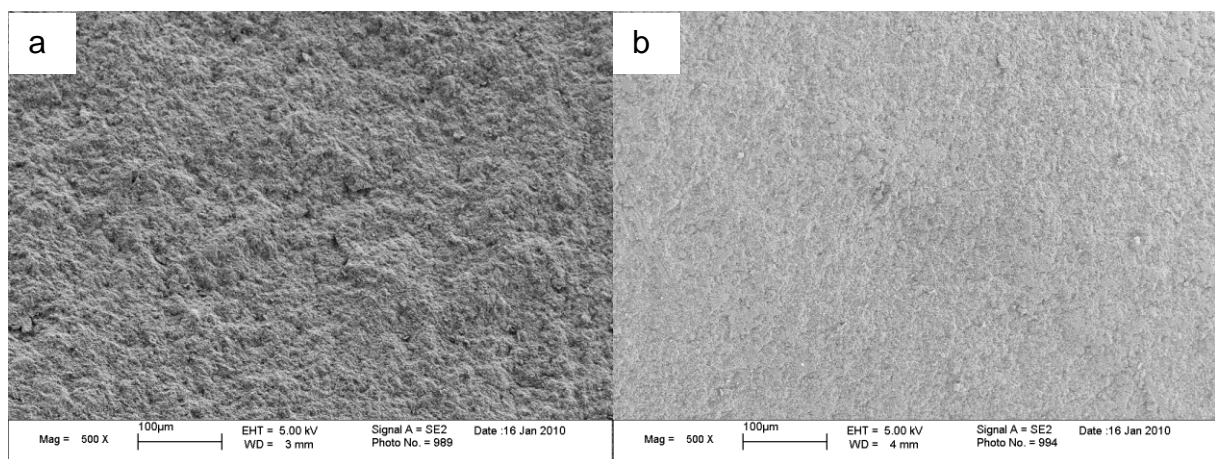 a
b
Mag = 500 X
100µm
EHT = 5.00 kV
WD = 3 mm
Signal A = SE2
Photo No. = 989
Date :16 Jan 2010
Mag = 500 X
100µm
EHT = 5.00 kV
WD = 4 mm
Signal A = SE2
Photo No. = 994
Date :16 Jan 2010